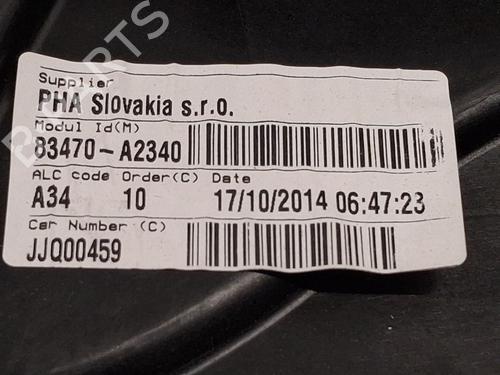 PARTS
Supplier
PHA Slovakia s.r.o.
Modul Id(M)
83470-A2340
ALC code Order(C) Date
A34 10 17/10/2014 06:47:23
Car Number (C)
JJQ00459